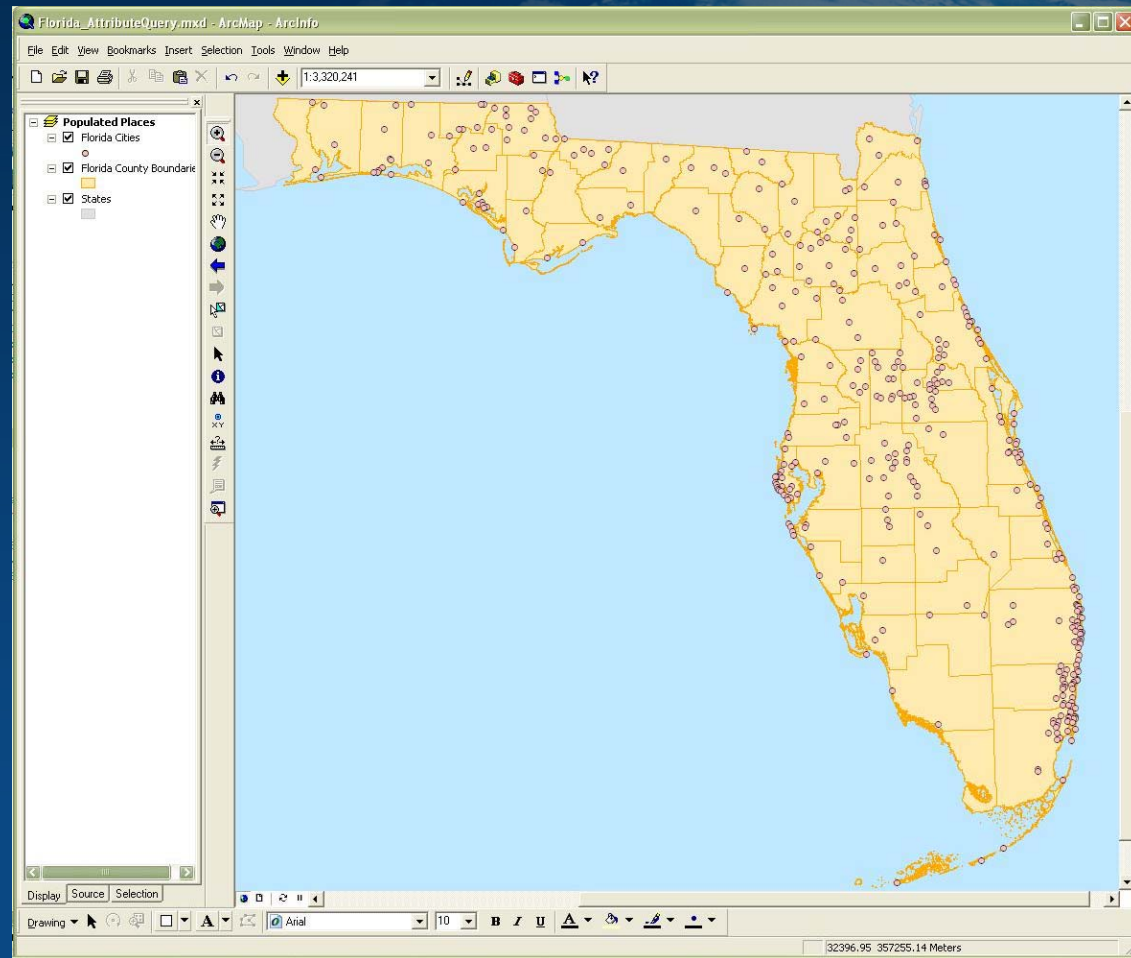 Florida_AttributeQuery.mxd - ArcMap - ArcInfo
File Edit View Bookmarks Insert Selection Tools Window Help
1:3,320,241
Populated Places
Florida Cities
Florida County Boundarie
States
XY
Display Source Selection
Drawing A Arial 10 B I U A
32396.95 357255.14 Meters